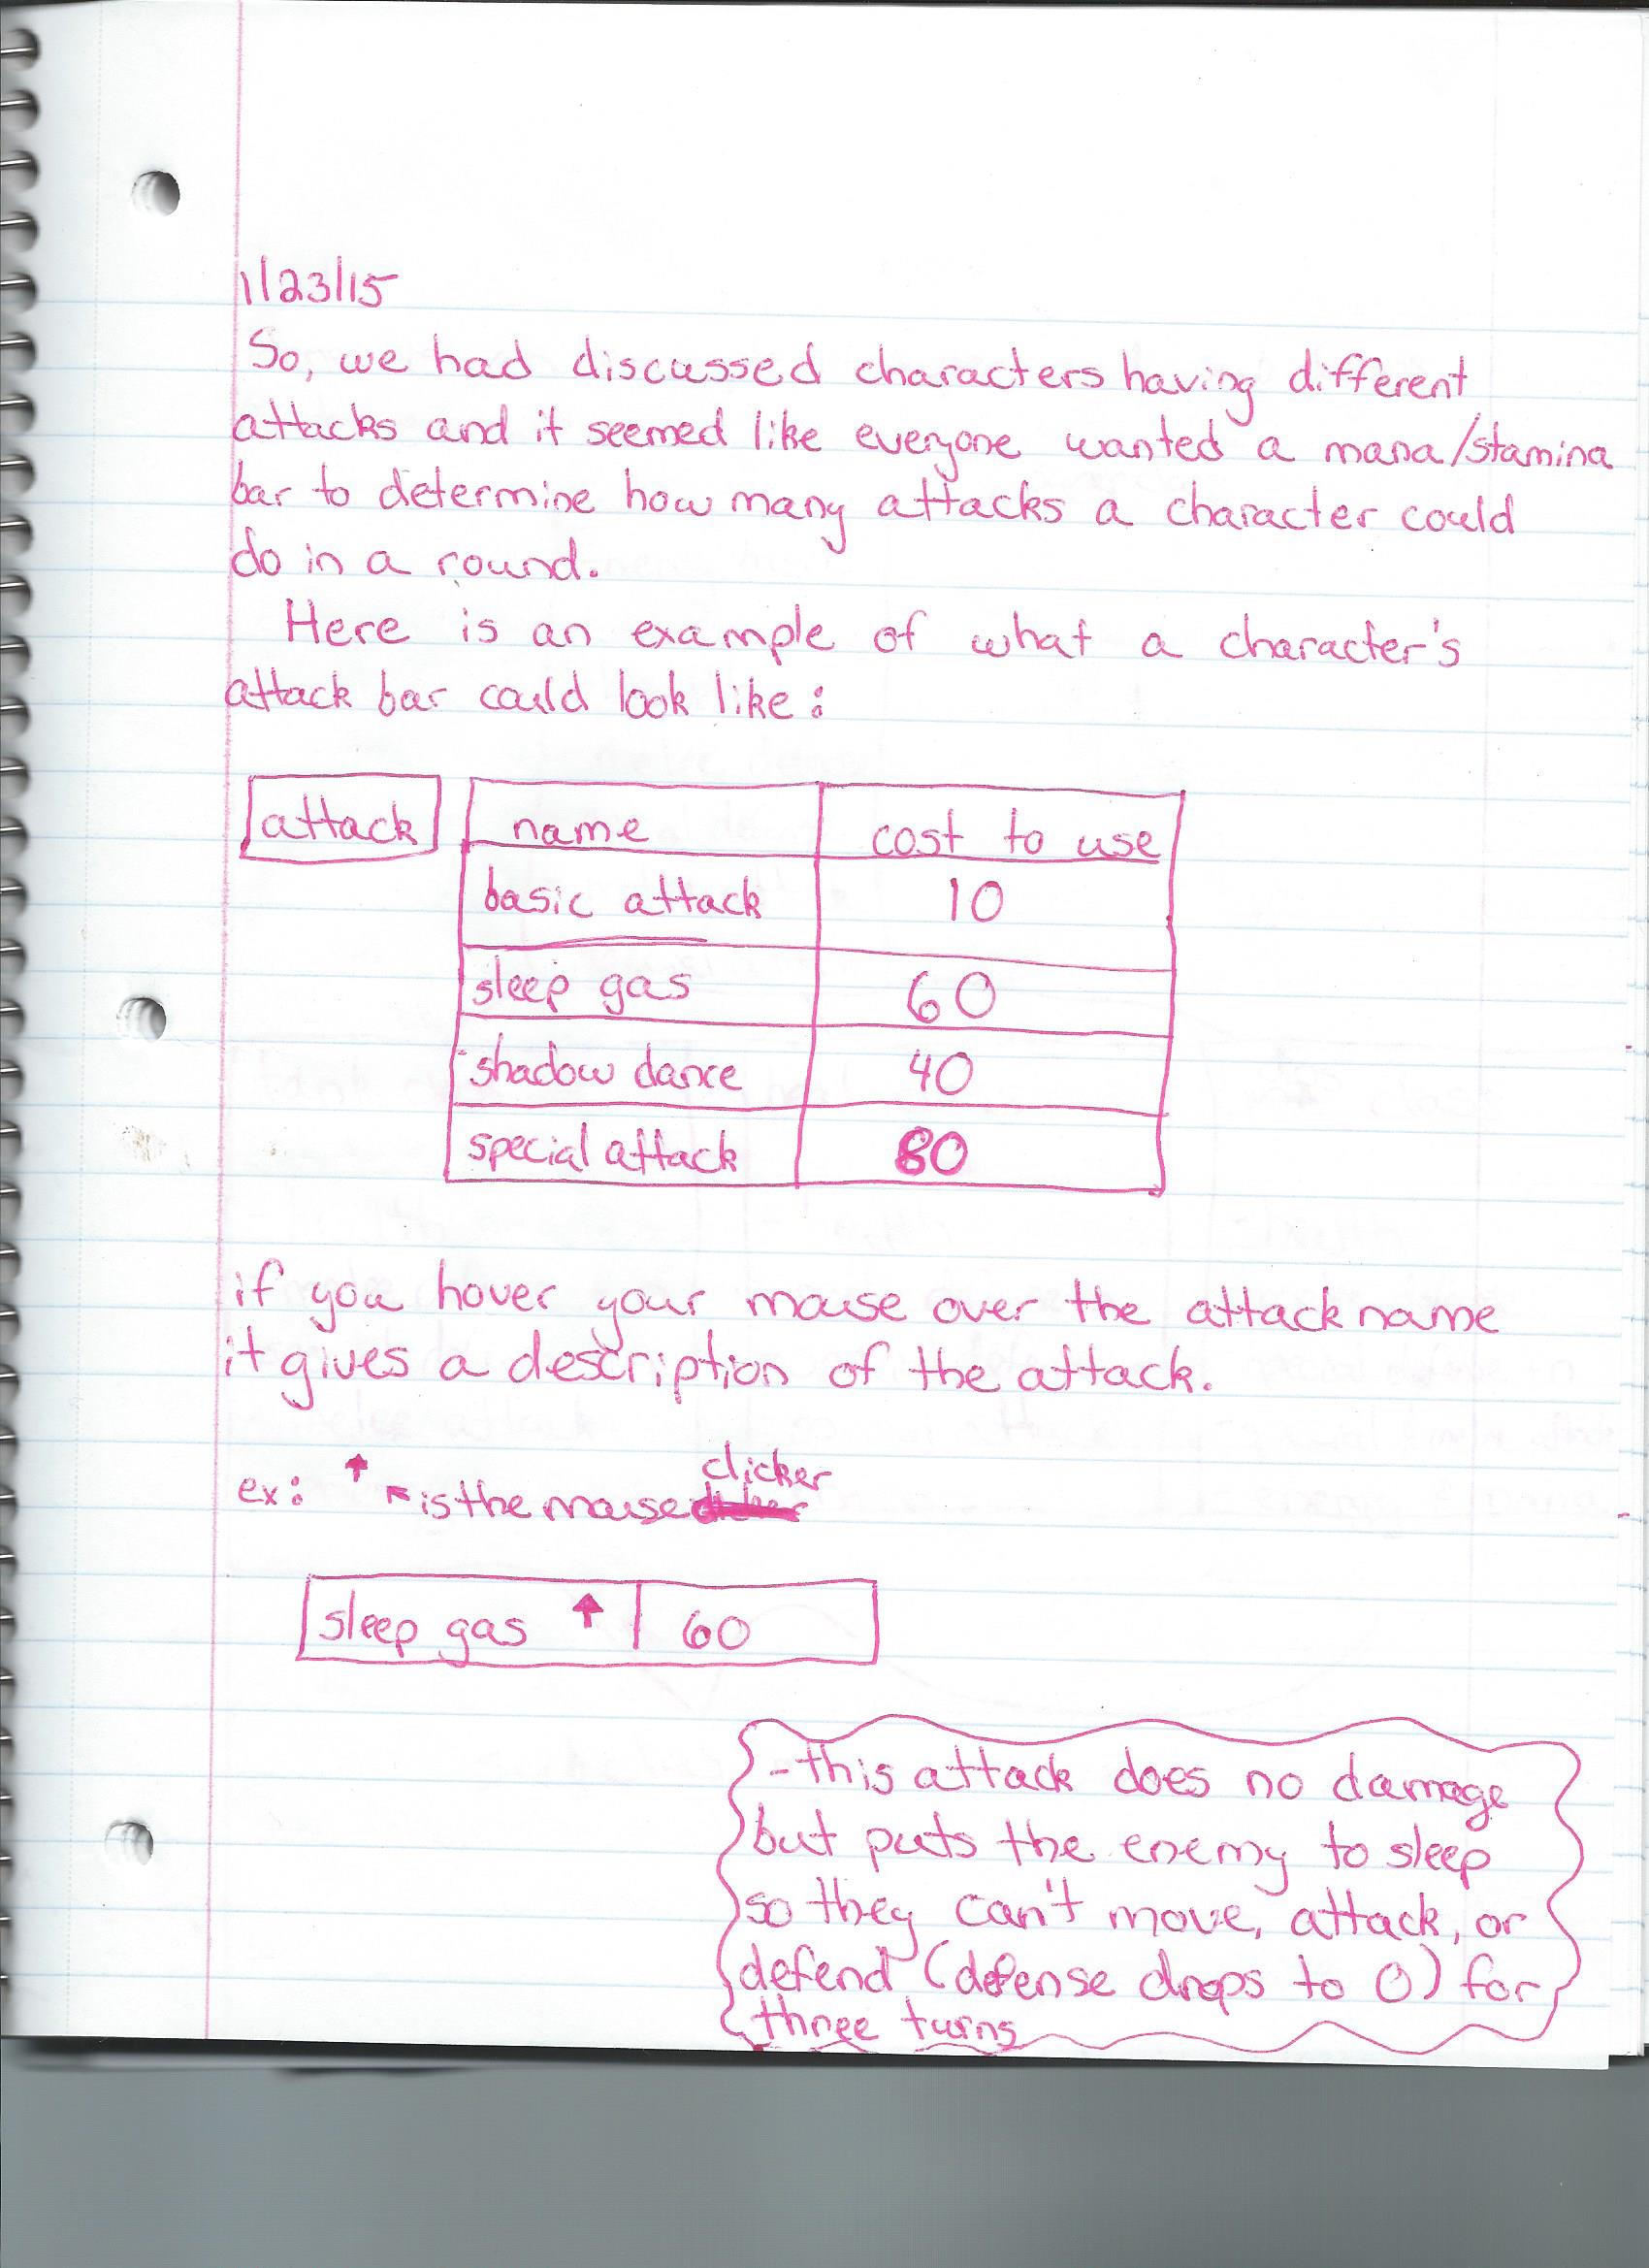 1/23/15
So, we had discussed characters having different
attacks and it seemed like everyone wanted a mana/stamina
bar to determine how many attacks a character could
do in a round.
Here is an example of what a character's
attack bar could look like:
attack name cost to use
basic attack 10
sleep gas 60
shadow dance 40
special attack 80
if you hover your mouse over the attack name
it gives a description of the attack.
clicker
ex: ↑ ↖ is the mouse
sleep gas ↑ 60
-this attack does no damage
but puts the enemy to sleep
so they can't move, attack, or
defend (defense drops to 0) for
three turns